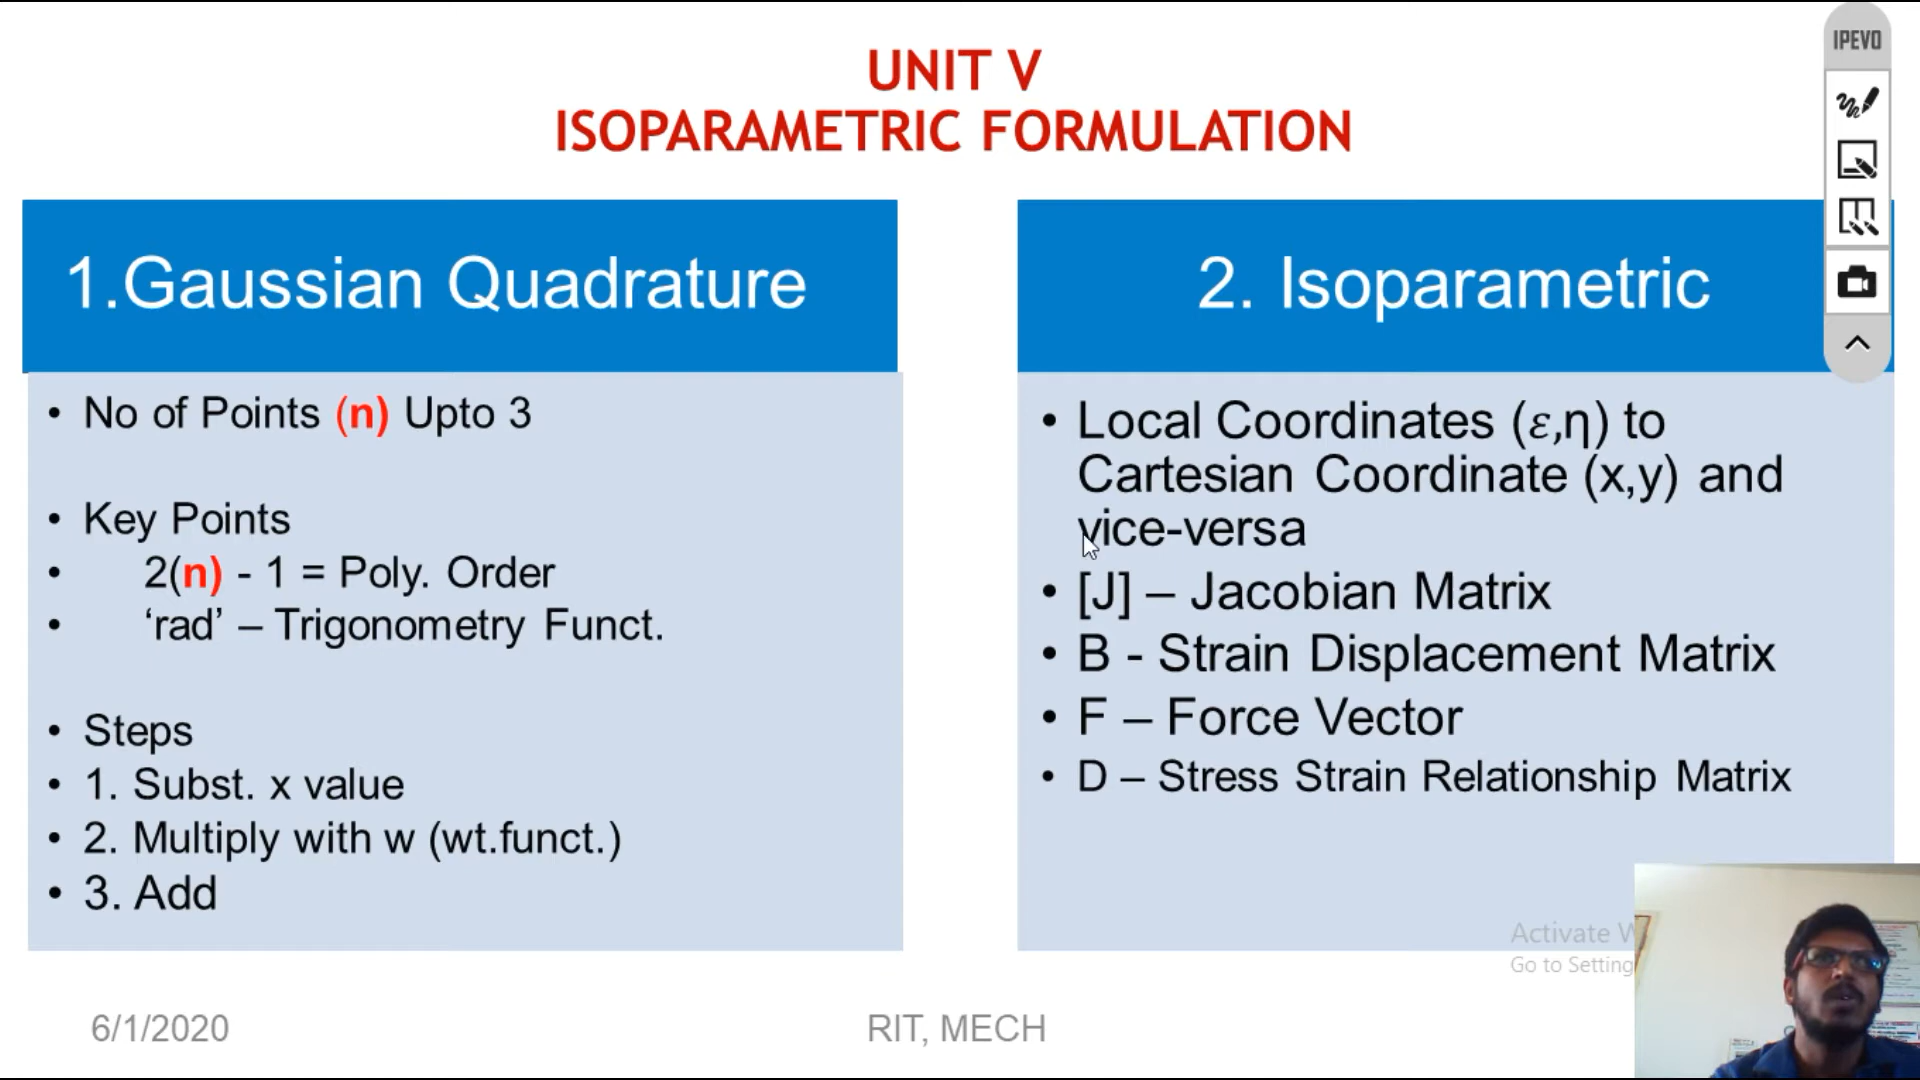 UNIT V
ISOPARAMETRIC FORMULATION
IPEVO
1.Gaussian Quadrature
• No of Points (n) Upto 3
• Key Points
• 2(n) - 1 = Poly. Order
• ‘rad’ – Trigonometry Funct.
• Steps
• 1. Subst. x value
• 2. Multiply with w (wt.funct.)
• 3. Add
2. Isoparametric
• Local Coordinates (ε,η) to
Cartesian Coordinate (x,y) and
vice-versa
• [J] – Jacobian Matrix
• B - Strain Displacement Matrix
• F – Force Vector
• D – Stress Strain Relationship Matrix
Activate
Go to Setting
6/1/2020
RIT, MECH